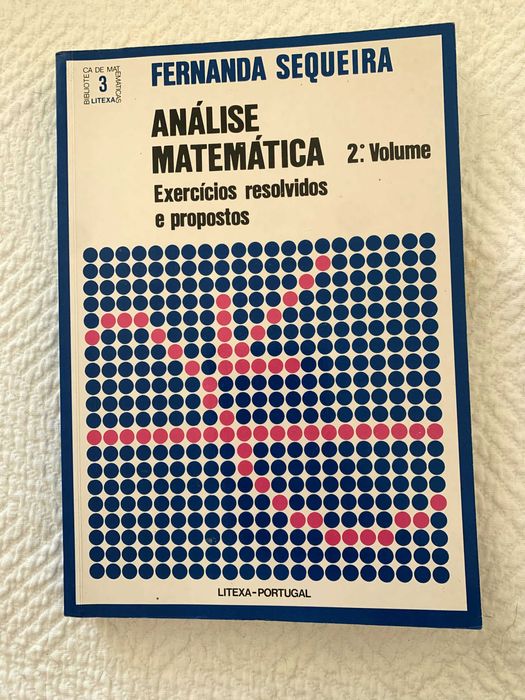 BIBLIOTECA DE MATEMÁTICAS
3
LITEXA
FERNANDA SEQUEIRA
ANÁLISE
MATEMÁTICA 2.º Volume
Exercícios resolvidos
e propostos
LITEXA-PORTUGAL